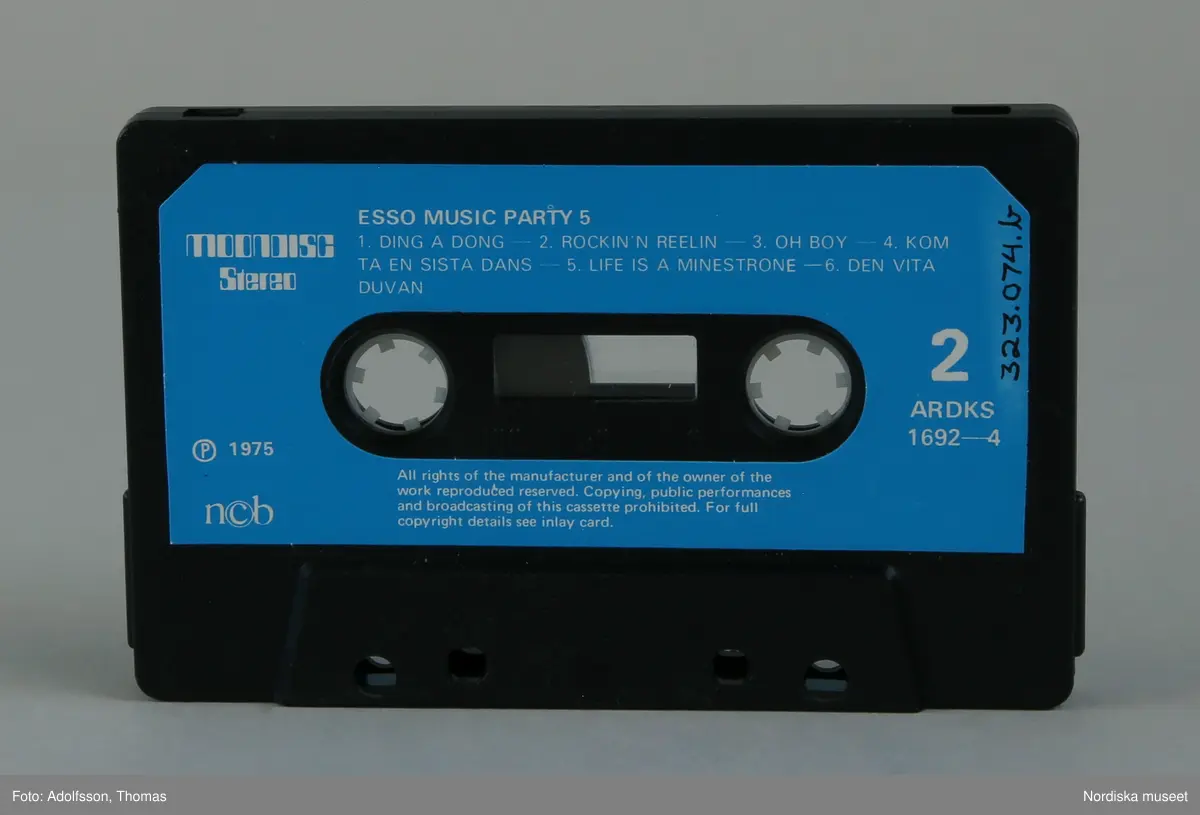 ESSO MUSIC PARTY 5
1. DING A DONG — 2. ROCKIN'N REELIN — 3. OH BOY — 4. KOM
TA EN SISTA DANS — 5. LIFE IS A MINESTRONE —6. DEN VITA
DUVAN
MOONDISC
Stereo
323.074.b
2
ARDKS
1692—4
Ⓟ 1975
ncb
All rights of the manufacturer and of the owner of the
work reproduced reserved. Copying, public performances
and broadcasting of this cassette prohibited. For full
copyright details see inlay card.
Foto: Adolfsson, Thomas
Nordiska museet